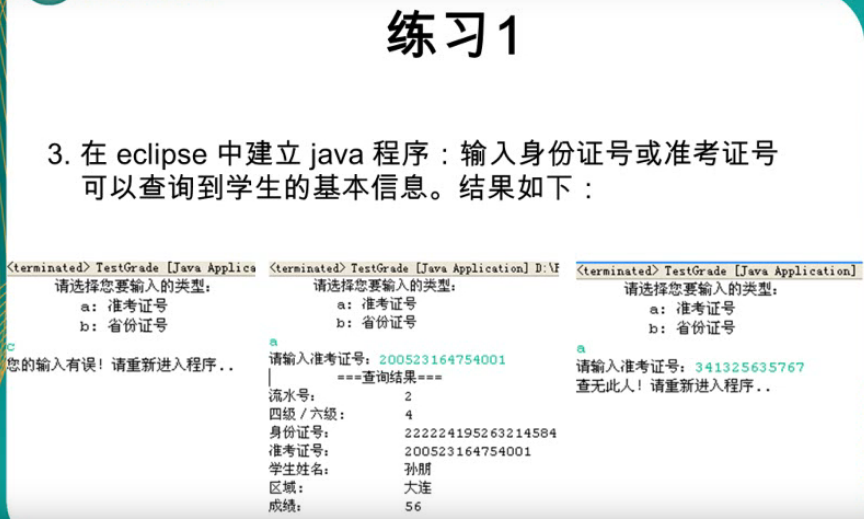 练习1
3. 在 eclipse 中建立 java 程序：输入身份证号或准考证号
可以查询到学生的基本信息。结果如下：
<terminated> TestGrade [Java Applica
请选择您要输入的类型：
a: 准考证号
b: 省份证号
c
您的输入有误！请重新进入程序..
<terminated> TestGrade [Java Application] D:\F
请选择您要输入的类型：
a: 准考证号
b: 省份证号
a
请输入准考证号：200523164754001
===查询结果===
流水号： 2
四级/六级： 4
身份证号： 222224195263214584
准考证号： 200523164754001
学生姓名： 孙朋
区域： 大连
成绩： 56
<terminated> TestGrade [Java Application]
请选择您要输入的类型：
a: 准考证号
b: 省份证号
a
请输入准考证号：341325635767
查无此人！请重新进入程序..